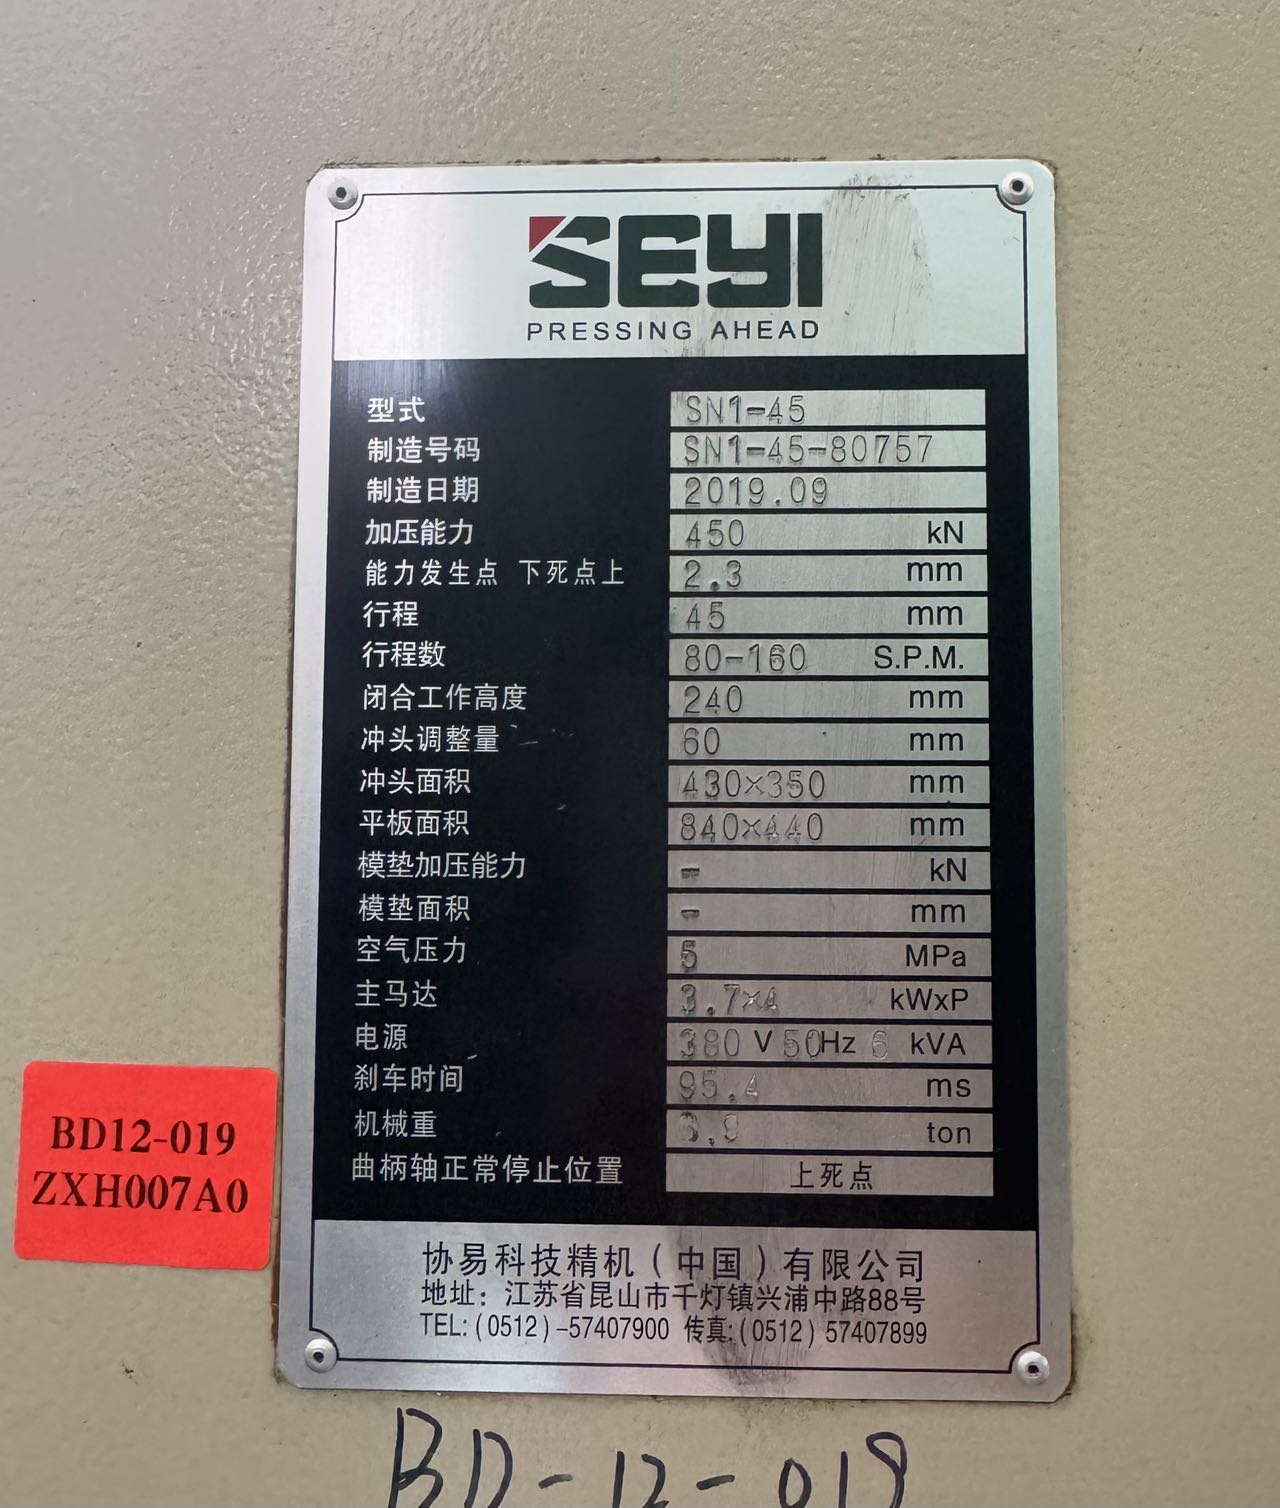 SEYI
PRESSING AHEAD
型式 SN1-45
制造号码 SN1-45-80757
制造日期 2019.09
加压能力 450 kN
能力发生点 下死点上 2.3 mm
行程 45 mm
行程数 80-160 S.P.M.
闭合工作高度 240 mm
冲头调整量 60 mm
冲头面积 430×350 mm
平板面积 840×440 mm
模垫加压能力 - kN
模垫面积 - mm
空气压力 5 MPa
主马达 3.7×4 kWxP
电源 380 V 50Hz 6 kVA
刹车时间 95.4 ms
机械重 ton
曲柄轴正常停止位置 上死点
协易科技精机（中国）有限公司
地址：江苏省昆山市千灯镇兴浦中路88号
TEL:(0512)-57407900 传真:(0512) 57407899
BD12-019
ZXH007A0
BD-12-019